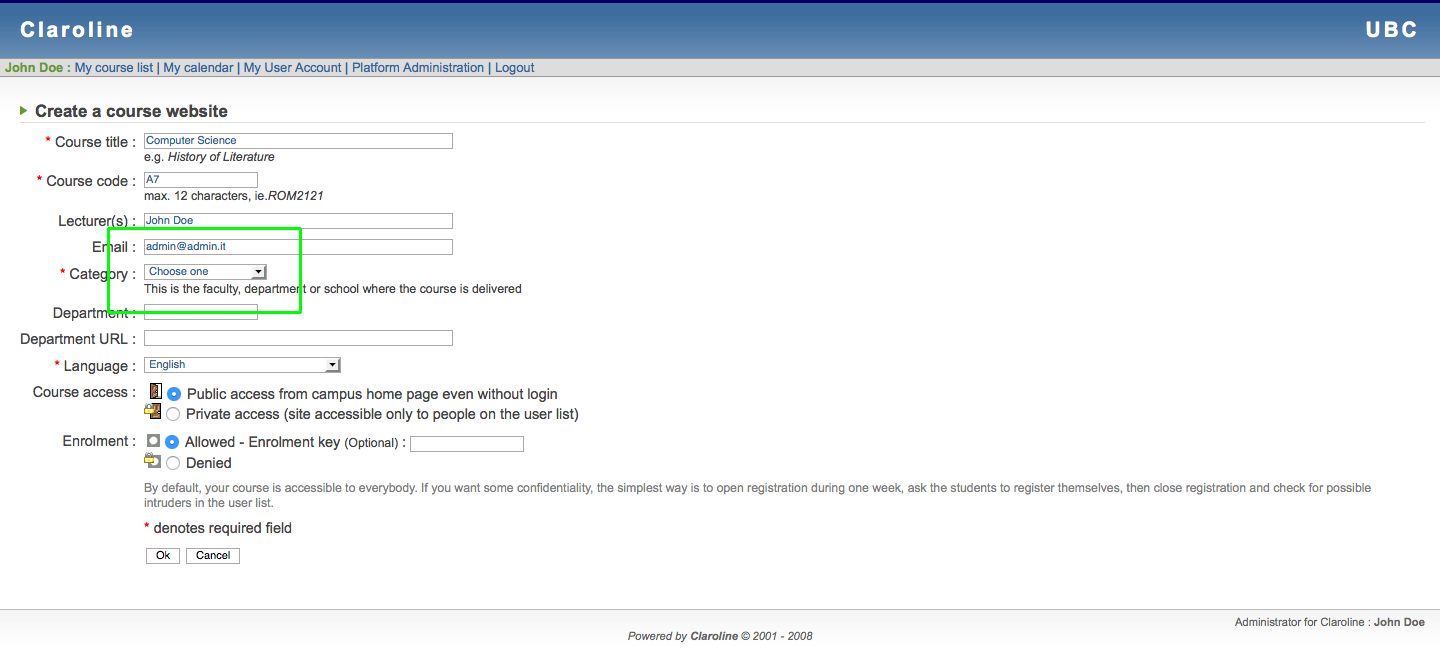 Claroline UBC
John Doe : My course list | My calendar | My User Account | Platform Administration | Logout
Create a course website
* Course title : Computer Science
e.g. History of Literature
* Course code : A7
max. 12 characters, ie.ROM2121
Lecturer(s) : John Doe
Email : admin@admin.it
* Category : Choose one
This is the faculty, department or school where the course is delivered
Department :
Department URL :
* Language : English
Course access : Public access from campus home page even without login
Private access (site accessible only to people on the user list)
Enrolment : Allowed - Enrolment key (Optional) :
Denied
By default, your course is accessible to everybody. If you want some confidentiality, the simplest way is to open registration during one week, ask the students to register themselves, then close registration and check for possible
intruders in the user list.
* denotes required field
Ok Cancel
Administrator for Claroline : John Doe
Powered by Claroline © 2001 - 2008